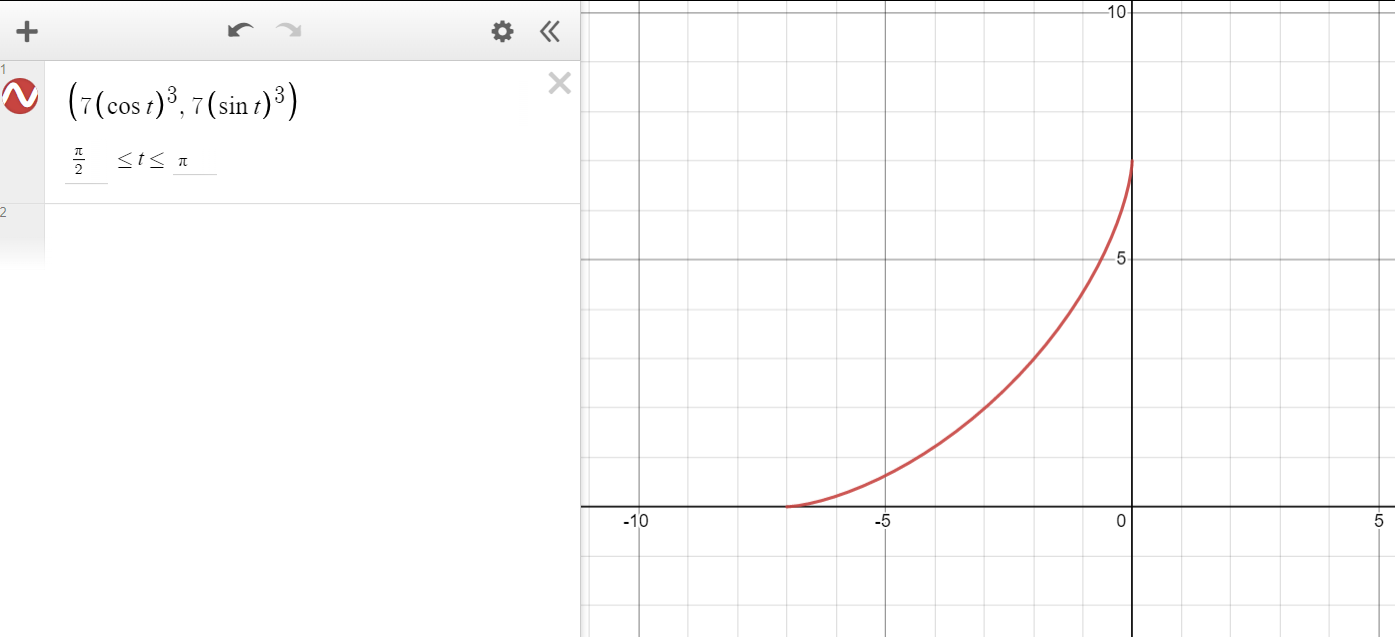 1
(7(cos t)³, 7(sin t)³)
π/2 ≤ t ≤ π
2
10
5
-10 -5 0 5